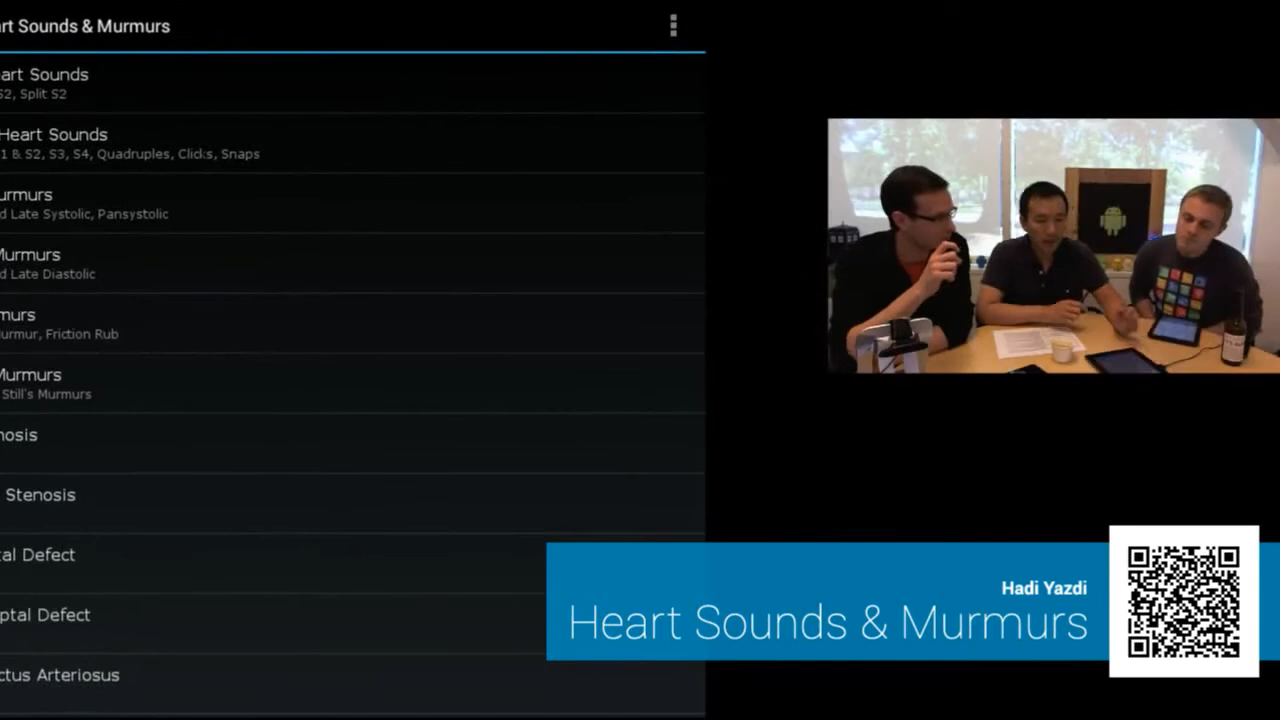 rt Sounds & Murmurs
art Sounds
S2, Split S2
Heart Sounds
1 & S2, S3, S4, Quadruples, Clicks, Snaps
urmurs
d Late Systolic, Pansystolic
Murmurs
d Late Diastolic
murs
urmur, Friction Rub
Murmurs
Still's Murmurs
nosis
Stenosis
tal Defect
ptal Defect
ctus Arteriosus
Hadi Yazdi
Heart Sounds & Murmurs